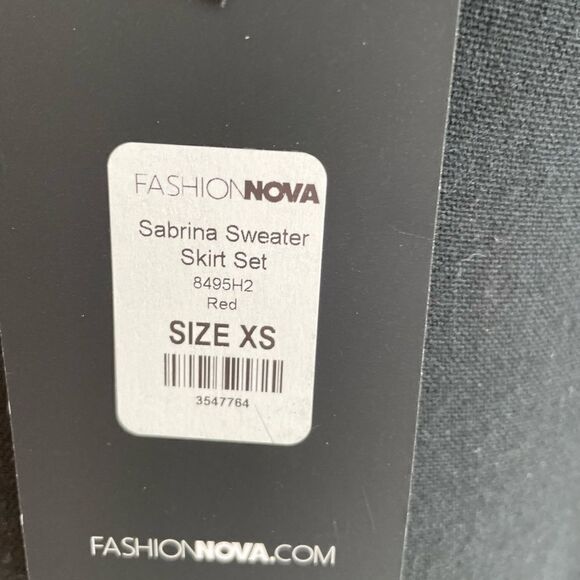 FASHIONNOVA
Sabrina Sweater
Skirt Set
8495H2
Red
SIZE XS
3547764
FASHIONNOVA.COM